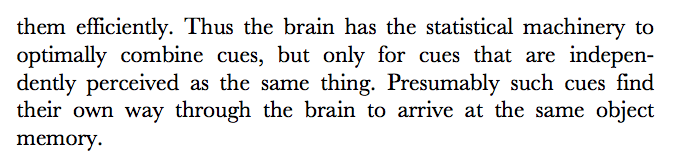 them efficiently. Thus the brain has the statistical machinery to
optimally combine cues, but only for cues that are indepen-
dently perceived as the same thing. Presumably such cues find
their own way through the brain to arrive at the same object
memory.